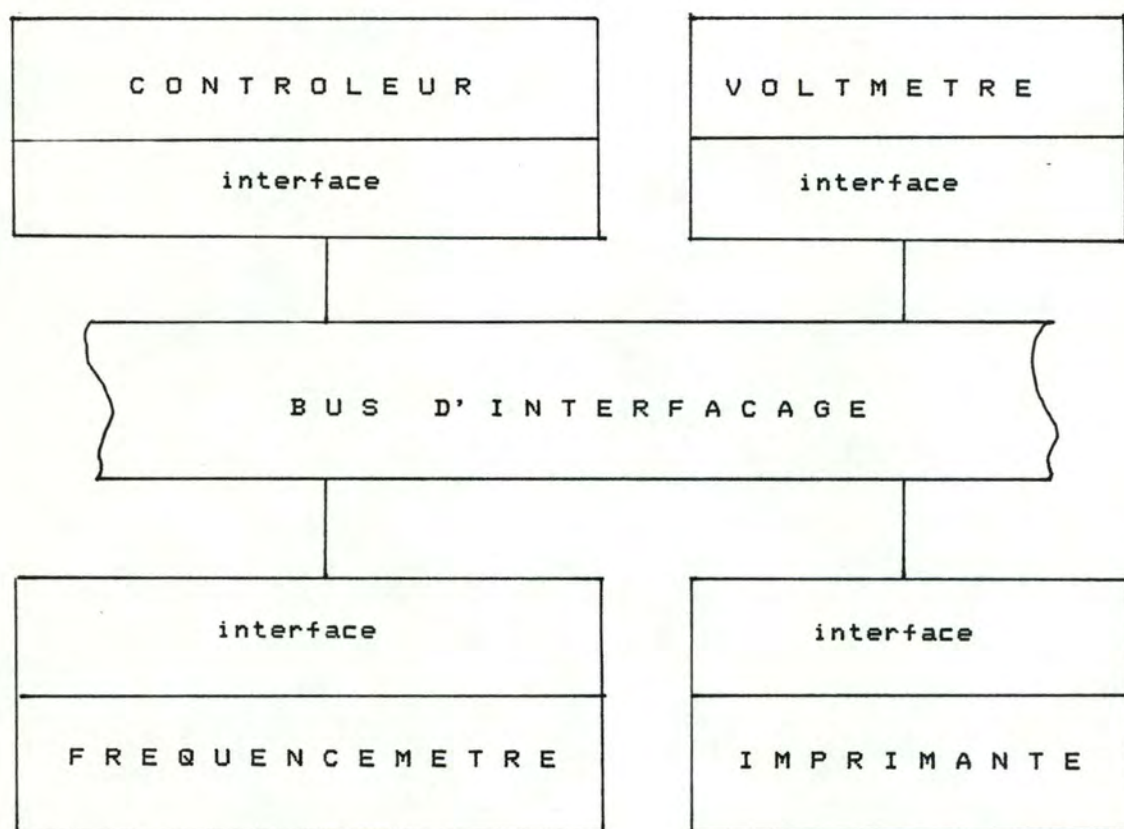 CONTROLEUR
VOLTMETRE
interface
interface
BUS D'INTERFACAGE
interface
interface
FREQUENCEMETRE
IMPRIMANTE